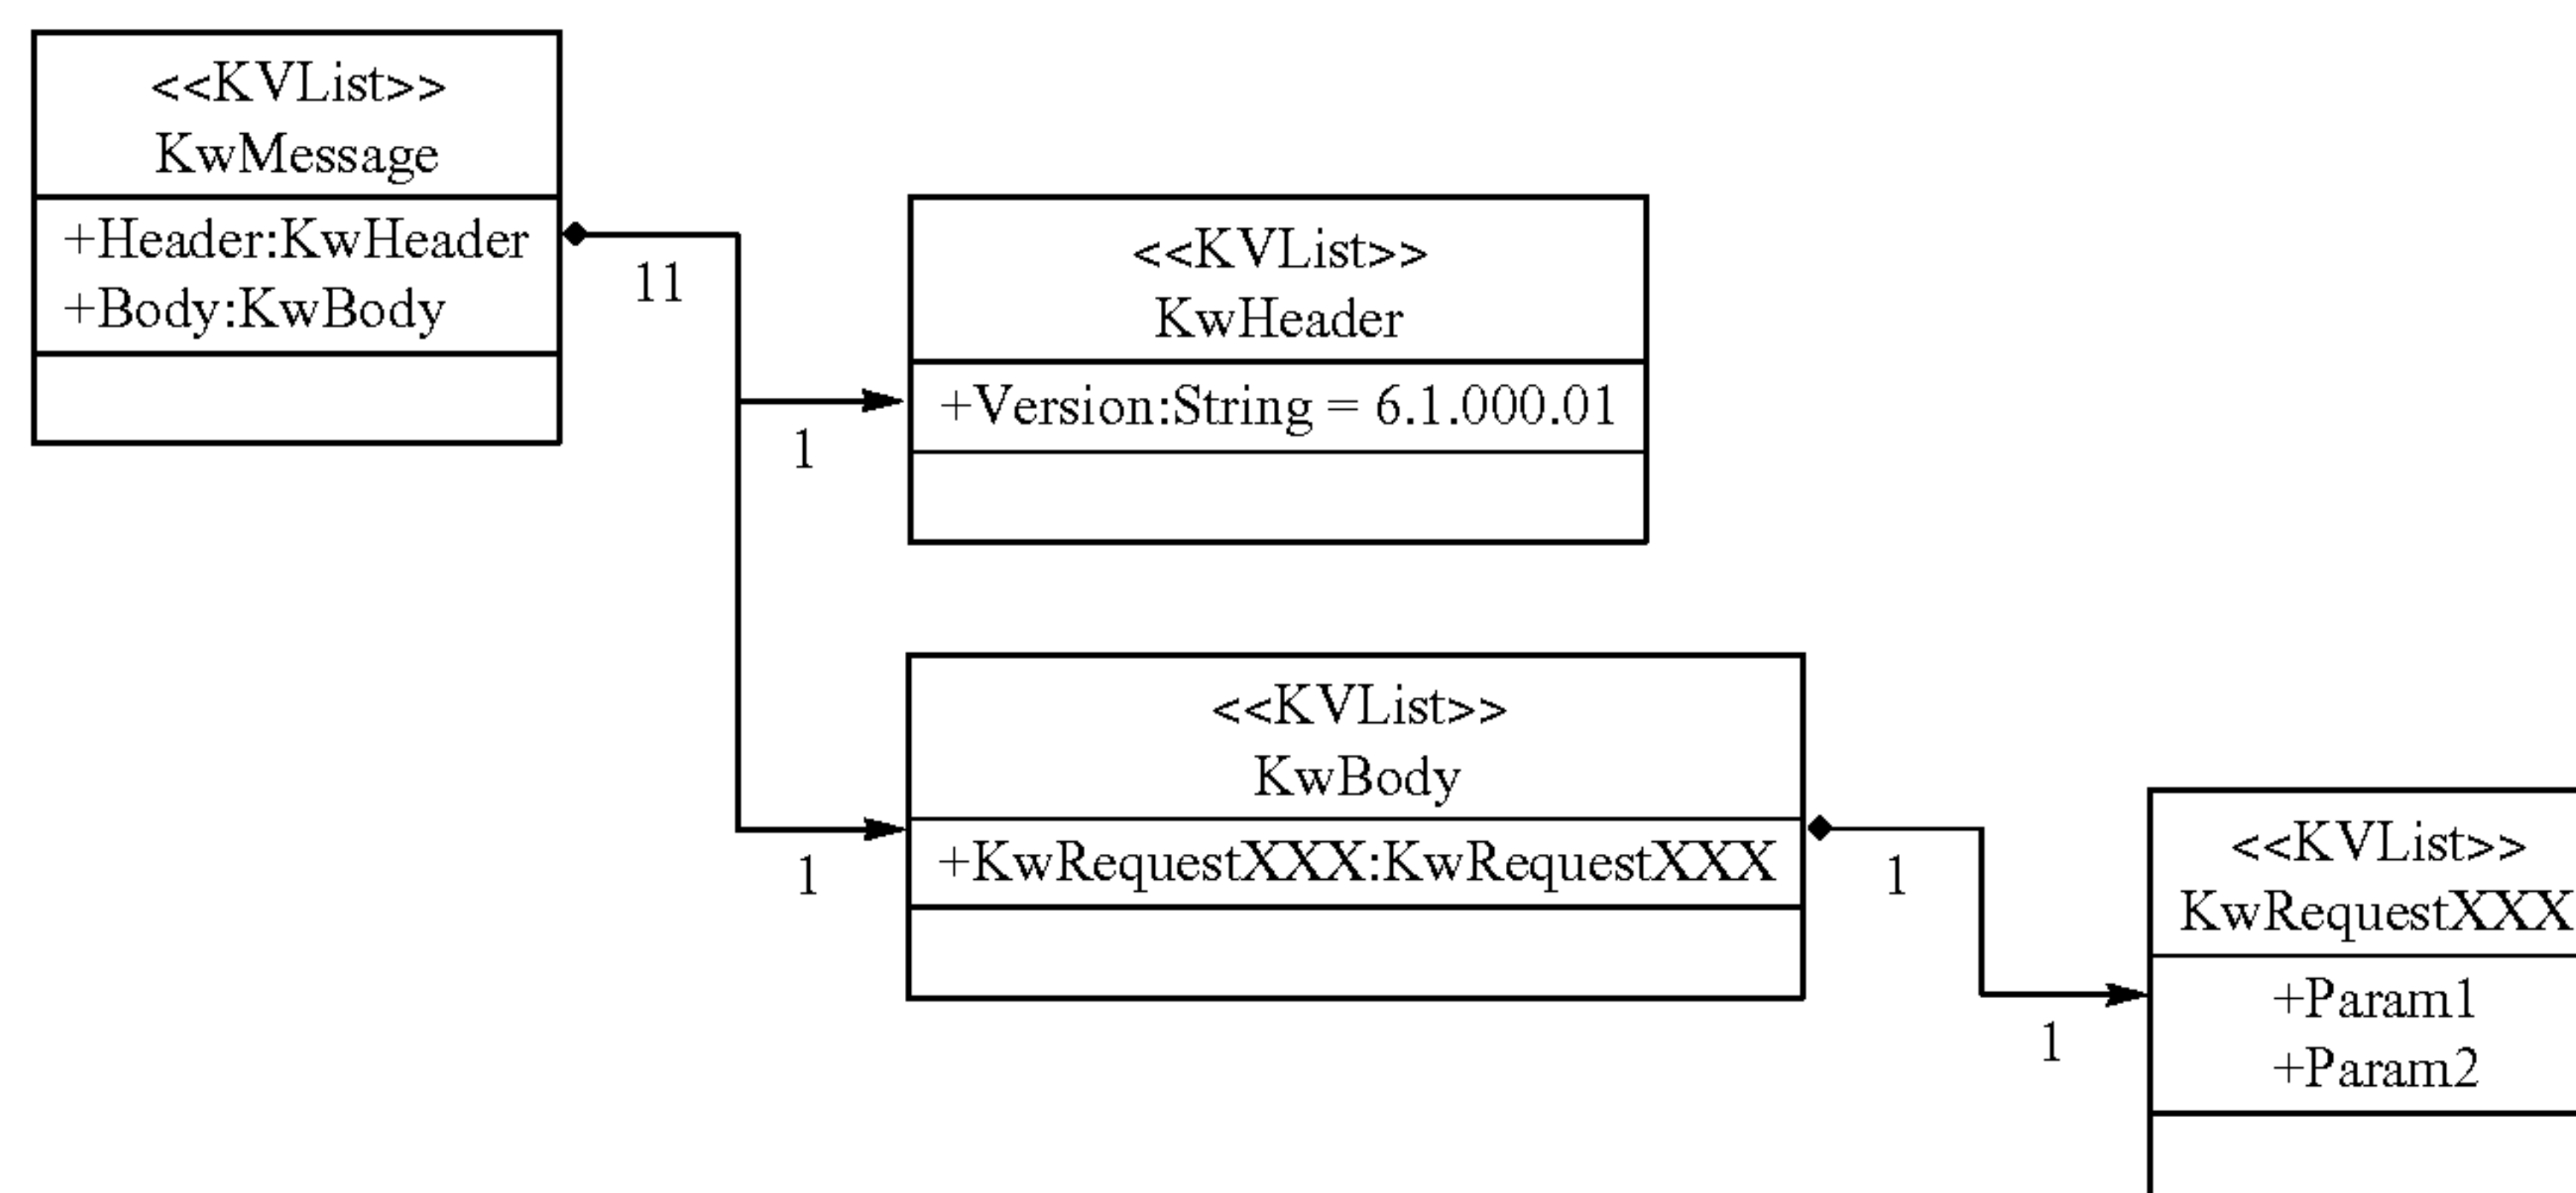 <<KVList>>
KwMessage
+Header:KwHeader
+Body:KwBody
11
<<KVList>>
KwHeader
+Version:String = 6.1.000.01
1
<<KVList>>
KwBody
+KwRequestXXX:KwRequestXXX
1
1
<<KVList>>
KwRequestXXX
+Param1
+Param2
1